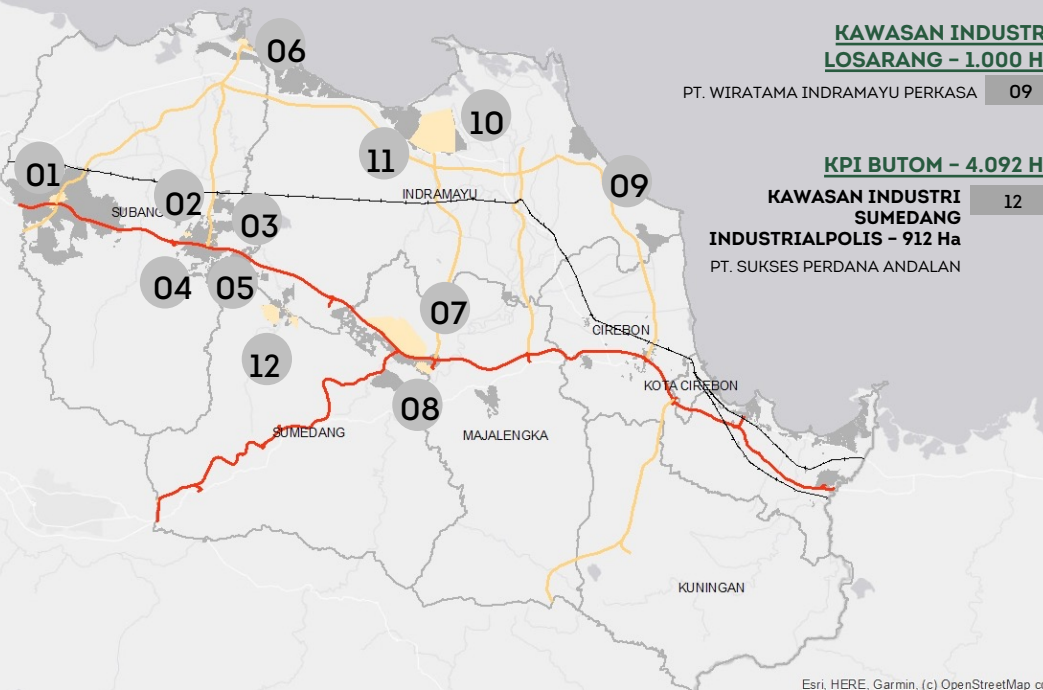 KAWASAN INDUSTRI
LOSARANG – 1.000 H
PT. WIRATAMA INDRAMAYU PERKASA 09
KPI BUTOM – 4.092 H
KAWASAN INDUSTRI 12
SUMEDANG
INDUSTRIALPOLIS – 912 Ha
PT. SUKSES PERDANA ANDALAN
06
10
11
01
09
INDRAMAYU
02
SUBANG
03
04
05
07
CIREBON
12
KOTA CIREBON
08
SUMEDANG
MAJALENGKA
KUNINGAN
Esri, HERE, Garmin, (c) OpenStreetMap